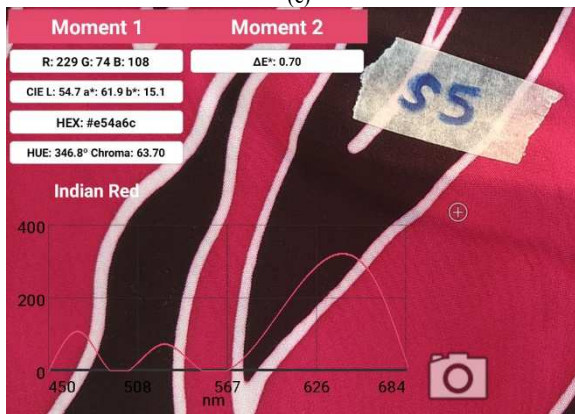 (c)
Moment 1 Moment 2
R: 229 G: 74 B: 108 ΔE*: 0.70
CIE L: 54.7 a*: 61.9 b*: 15.1
HEX: #e54a6c
HUE: 346.8º Chroma: 63.70
S5
Indian Red
400
200
0
450 508 567 626 684
nm